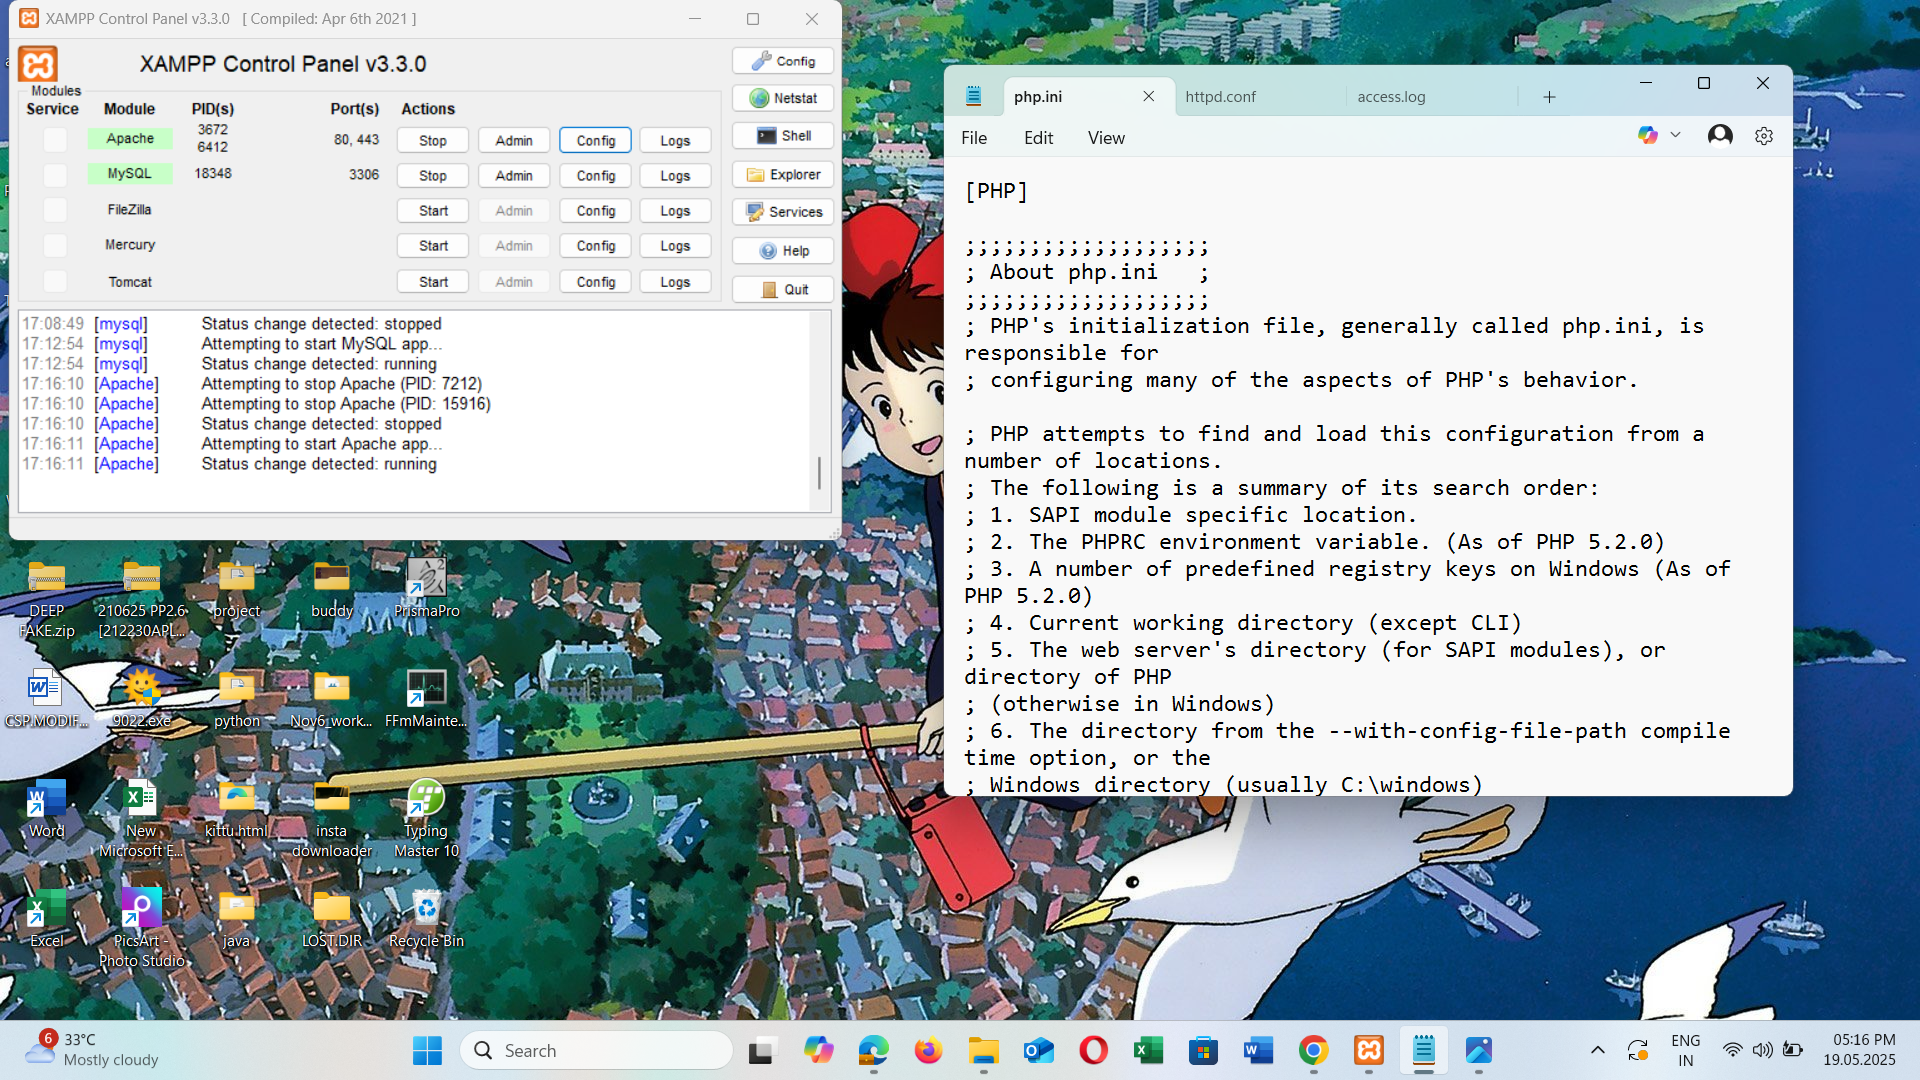 XAMPP Control Panel v3.3.0 [ Compiled: Apr 6th 2021 ]
XAMPP Control Panel v3.3.0
Config
Netstat
Shell
Explorer
Services
Help
Quit
Modules
Service Module PID(s) Port(s) Actions
Apache 3672 6412 80, 443 Stop Admin Config Logs
MySQL 18348 3306 Stop Admin Config Logs
FileZilla Start Admin Config Logs
Mercury Start Admin Config Logs
Tomcat Start Admin Config Logs
17:08:49 [mysql] Status change detected: stopped
17:12:54 [mysql] Attempting to start MySQL app...
17:12:54 [mysql] Status change detected: running
17:16:10 [Apache] Attempting to stop Apache (PID: 7212)
17:16:10 [Apache] Attempting to stop Apache (PID: 15916)
17:16:10 [Apache] Status change detected: stopped
17:16:11 [Apache] Attempting to start Apache app...
17:16:11 [Apache] Status change detected: running
php.ini httpd.conf access.log
File Edit View
[PHP]
;;;;;;;;;;;;;;;;;;;
; About php.ini   ;
;;;;;;;;;;;;;;;;;;;
; PHP's initialization file, generally called php.ini, is
responsible for
; configuring many of the aspects of PHP's behavior.
; PHP attempts to find and load this configuration from a
number of locations.
; The following is a summary of its search order:
; 1. SAPI module specific location.
; 2. The PHPRC environment variable. (As of PHP 5.2.0)
; 3. A number of predefined registry keys on Windows (As of
PHP 5.2.0)
; 4. Current working directory (except CLI)
; 5. The web server's directory (for SAPI modules), or
directory of PHP
; (otherwise in Windows)
; 6. The directory from the --with-config-file-path compile
time option, or the
; Windows directory (usually C:\windows)
DEEP FAKE.zip
210625 PP2.6 [212230APL...
project
buddy
PrismaPro
CSP.MODIF...
9022.exe
python
Nov6_work...
FFmMainte...
Word
New Microsoft E...
kittu.html
insta downloader
Typing Master 10
Excel
PicsArt - Photo Studio
java
LOST.DIR
Recycle Bin
6
33°C
Mostly cloudy
Search
ENG
IN
05:16 PM
19.05.2025